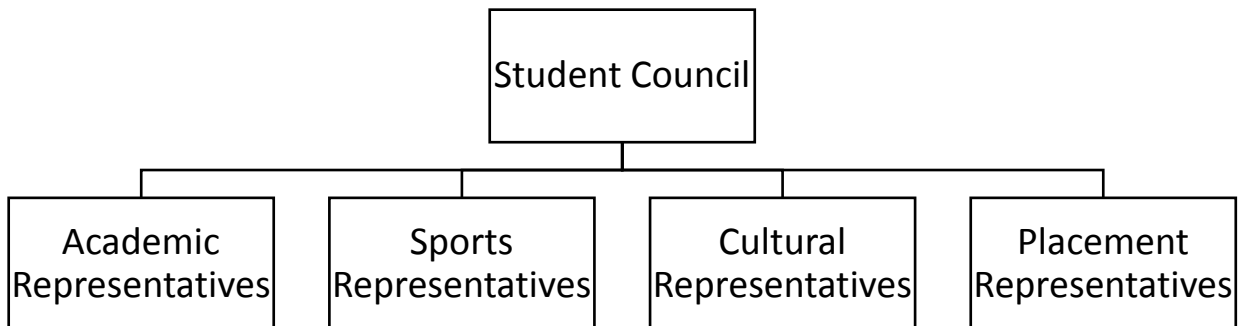 Student Council
Academic
Representatives
Sports
Representatives
Cultural
Representatives
Placement
Representatives